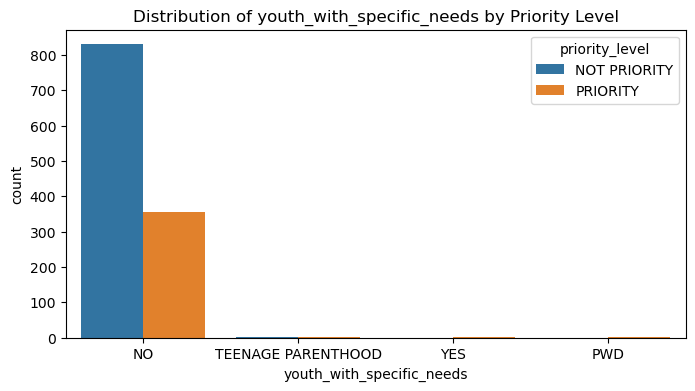 Distribution of youth_with_specific_needs by Priority Level
priority_level
NOT PRIORITY
PRIORITY
count
800
700
600
500
400
300
200
100
0
NO
TEENAGE PARENTHOOD
YES
PWD
youth_with_specific_needs